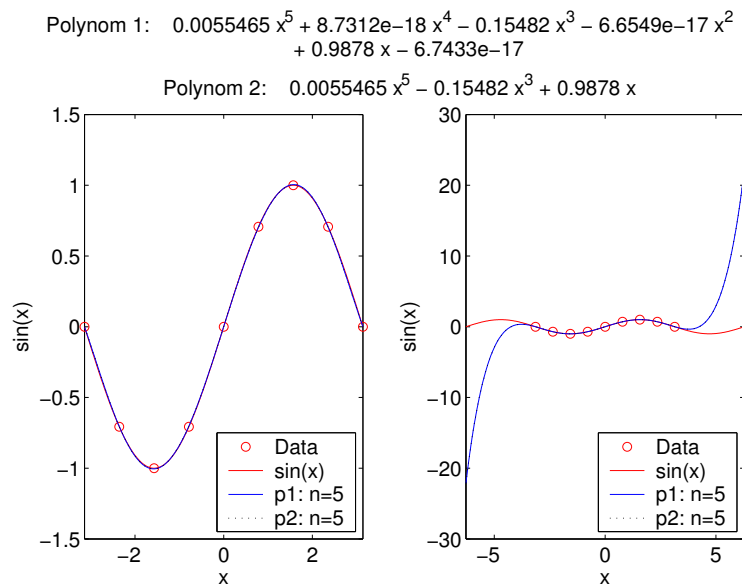 Polynom 1: 0.0055465 x^5 + 8.7312e−18 x^4 − 0.15482 x^3 − 6.6549e−17 x^2
+ 0.9878 x − 6.7433e−17
Polynom 2: 0.0055465 x^5 − 0.15482 x^3 + 0.9878 x
1.5
1
0.5
0
−0.5
−1
−1.5
sin(x)
−2 0 2
x
Data
sin(x)
p1: n=5
p2: n=5
30
20
10
0
−10
−20
−30
sin(x)
−5 0 5
x
Data
sin(x)
p1: n=5
p2: n=5